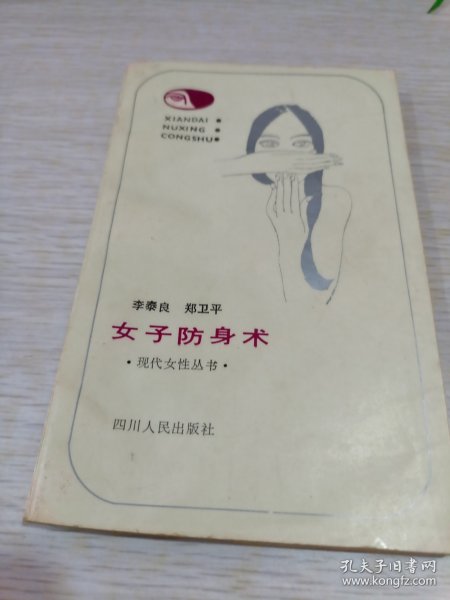 XIANDAI
NUXING
CONGSHU
李泰良 郑卫平
女子防身术
·现代女性丛书·
四川人民出版社
孔夫子旧书网
www.kongfz.com